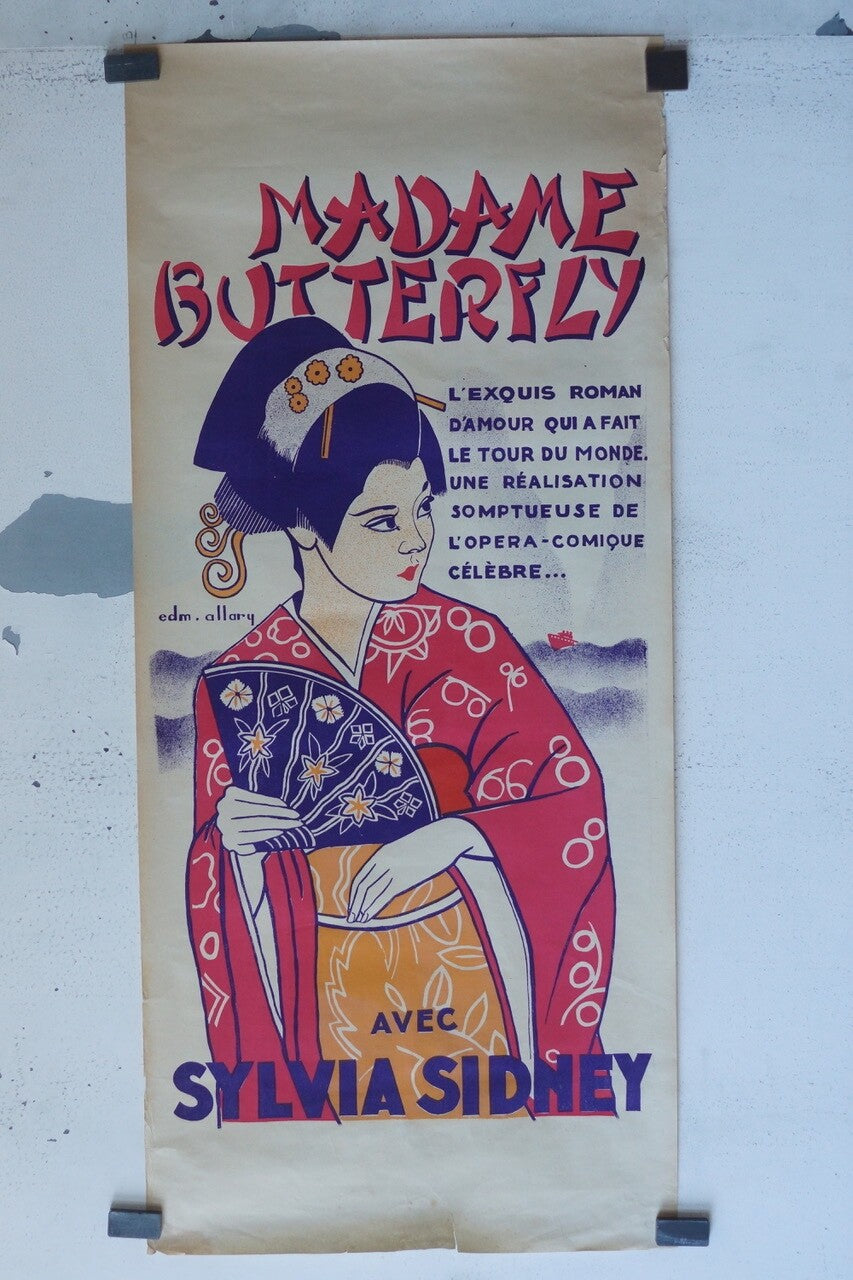 MADAME
BUTTERFLY
L'EXQUIS ROMAN
D'AMOUR QUI A FAIT
LE TOUR DU MONDE.
UNE RÉALISATION
SOMPTUEUSE DE
L'OPERA-COMIQUE
CÉLÈBRE...
edm. allary
AVEC
SYLVIA SIDNEY